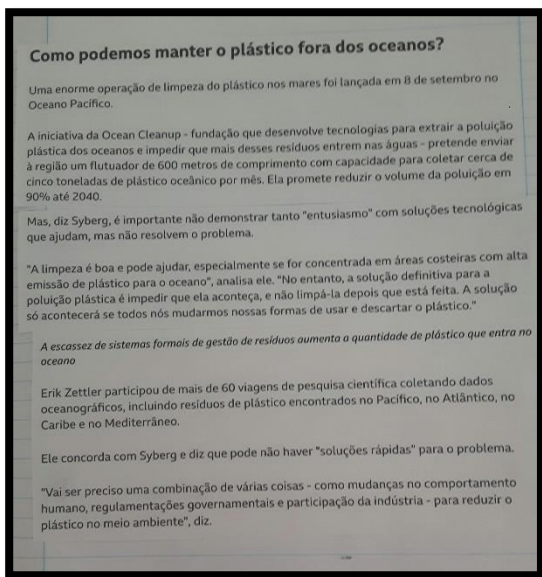 Como podemos manter o plástico fora dos oceanos?
Uma enorme operação de limpeza do plástico nos mares foi lançada em 8 de setembro no
Oceano Pacífico.
A iniciativa da Ocean Cleanup - fundação que desenvolve tecnologias para extrair a poluição
plástica dos oceanos e impedir que mais desses resíduos entrem nas águas - pretende enviar
à região um flutuador de 600 metros de comprimento com capacidade para coletar cerca de
cinco toneladas de plástico oceânico por mês. Ela promete reduzir o volume da poluição em
90% até 2040.
Mas, diz Syberg, é importante não demonstrar tanto "entusiasmo" com soluções tecnológicas
que ajudam, mas não resolvem o problema.
"A limpeza é boa e pode ajudar, especialmente se for concentrada em áreas costeiras com alta
emissão de plástico para o oceano", analisa ele. "No entanto, a solução definitiva para a
poluição plástica é impedir que ela aconteça, e não limpá-la depois que está feita. A solução
só acontecerá se todos nós mudarmos nossas formas de usar e descartar o plástico."
A escassez de sistemas formais de gestão de resíduos aumenta a quantidade de plástico que entra no
oceano
Erik Zettler participou de mais de 60 viagens de pesquisa científica coletando dados
oceanográficos, incluindo resíduos de plástico encontrados no Pacífico, no Atlântico, no
Caribe e no Mediterrâneo.
Ele concorda com Syberg e diz que pode não haver "soluções rápidas" para o problema.
"Vai ser preciso uma combinação de várias coisas - como mudanças no comportamento
humano, regulamentações governamentais e participação da indústria - para reduzir o
plástico no meio ambiente", diz.